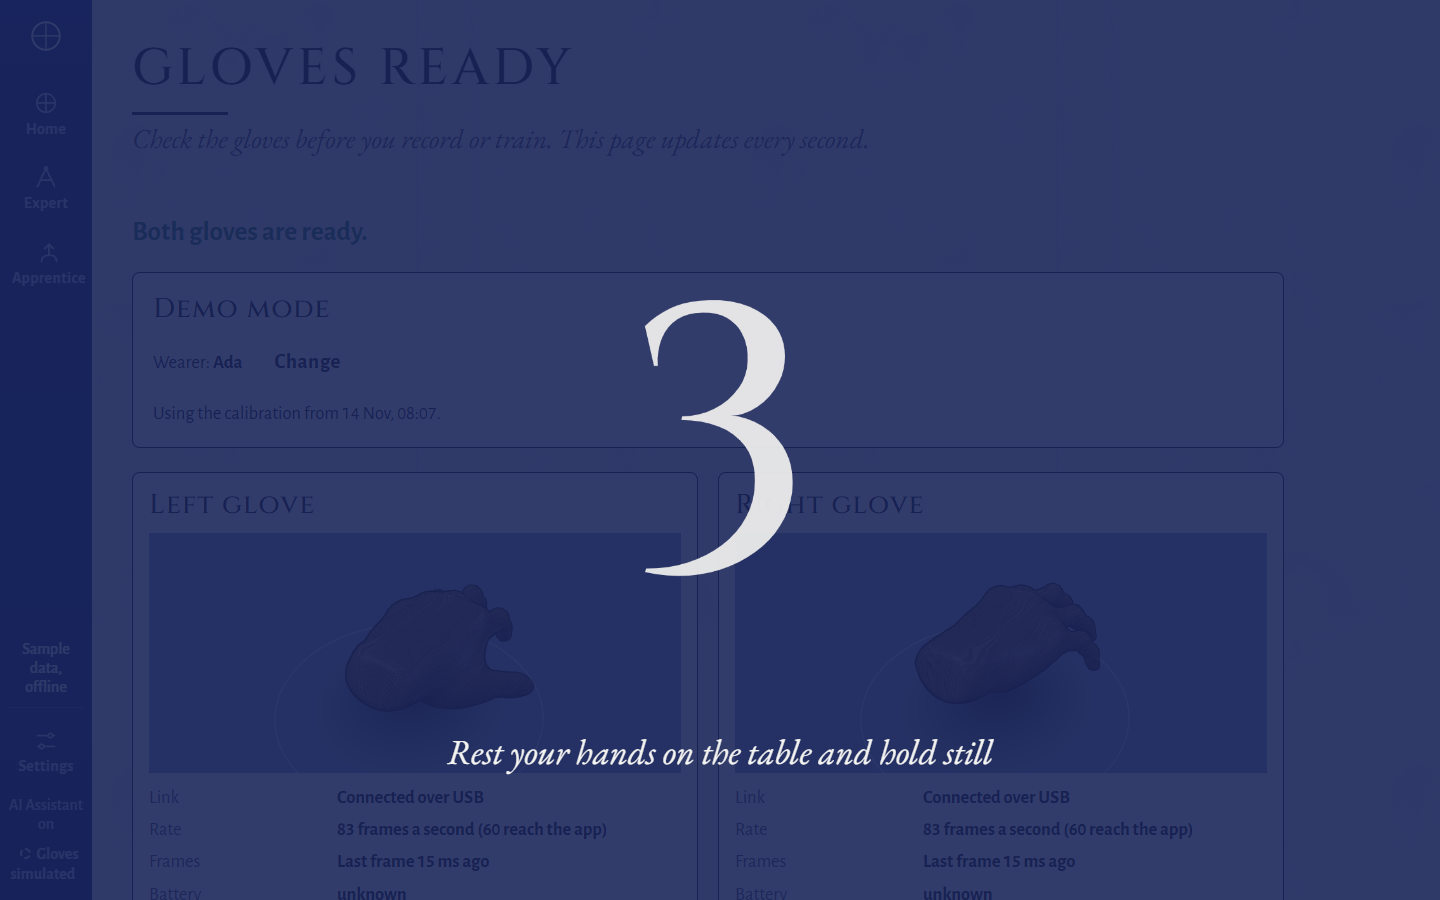 GLOVES READY
Check the gloves before you record or train. This page updates every second.
Home
Expert
Apprentice
Both gloves are ready.
DEMO MODE
Wearer: Ada Change
Using the calibration from 14 Nov, 08:07.
3
LEFT GLOVE
RIGHT GLOVE
Rest your hands on the table and hold still
Link Connected over USB
Rate 83 frames a second (60 reach the app)
Frames Last frame 15 ms ago
Battery unknown
Link Connected over USB
Rate 83 frames a second (60 reach the app)
Frames Last frame 15 ms ago
Battery unknown
Sample
data,
offline
Settings
AI Assistant
on
Gloves
simulated